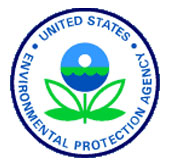 UNITED STATES
ENVIRONMENTAL PROTECTION AGENCY